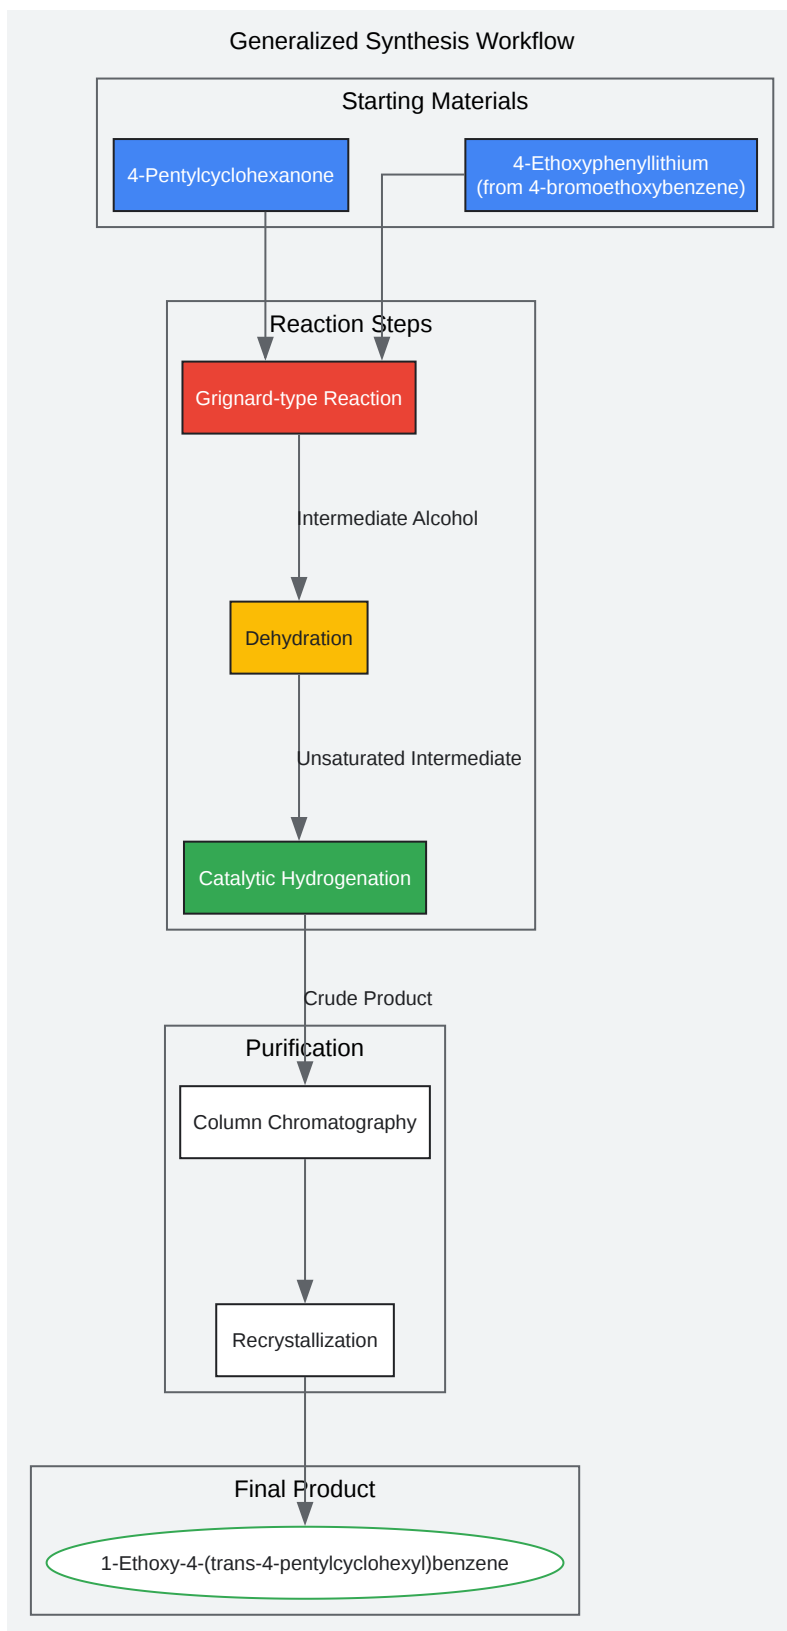 Generalized Synthesis Workflow
Starting Materials
4-Pentylcyclohexanone
4-Ethoxyphenyllithium
(from 4-bromoethoxybenzene)
Reaction Steps
Grignard-type Reaction
Intermediate Alcohol
Dehydration
Unsaturated Intermediate
Catalytic Hydrogenation
Crude Product
Purification
Column Chromatography
Recrystallization
Final Product
1-Ethoxy-4-(trans-4-pentylcyclohexyl)benzene